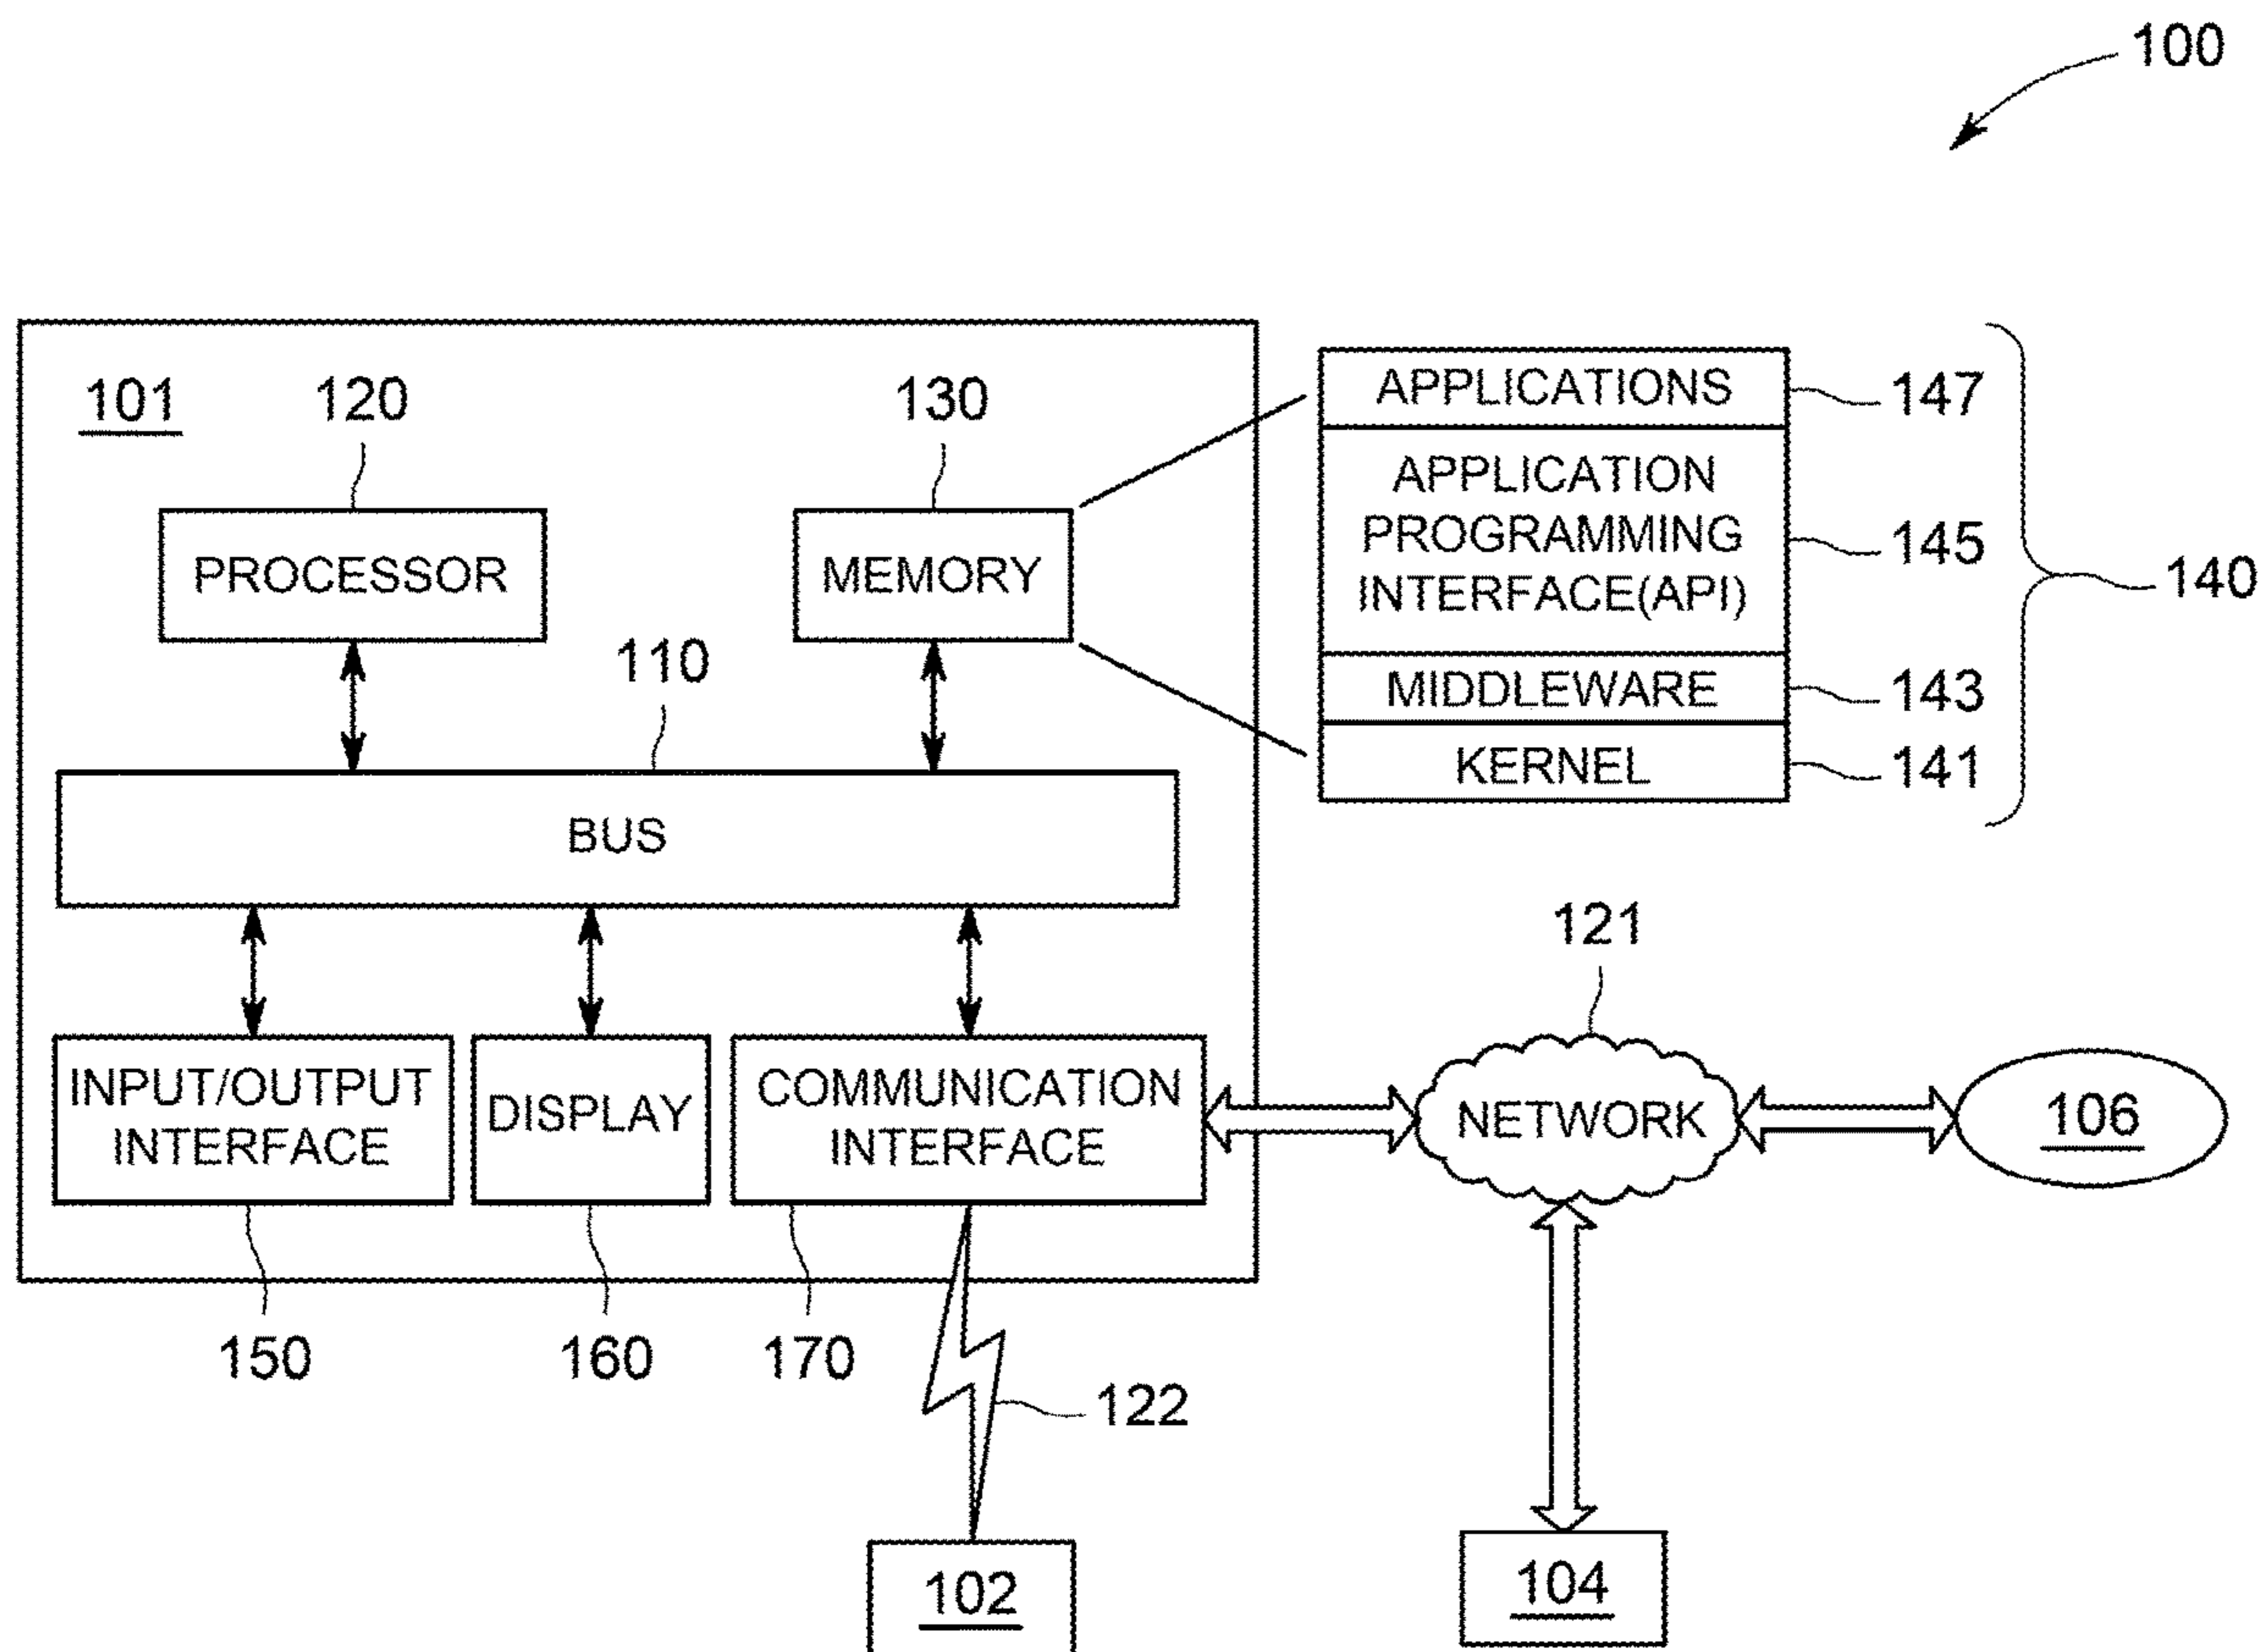 100
101
120
130
PROCESSOR
MEMORY
110
BUS
INPUT/OUTPUT
INTERFACE
DISPLAY
COMMUNICATION
INTERFACE
150
160
170
122
102
APPLICATIONS
147
APPLICATION
PROGRAMMING
INTERFACE(API)
145
MIDDLEWARE
143
KERNEL
141
140
121
NETWORK
106
104